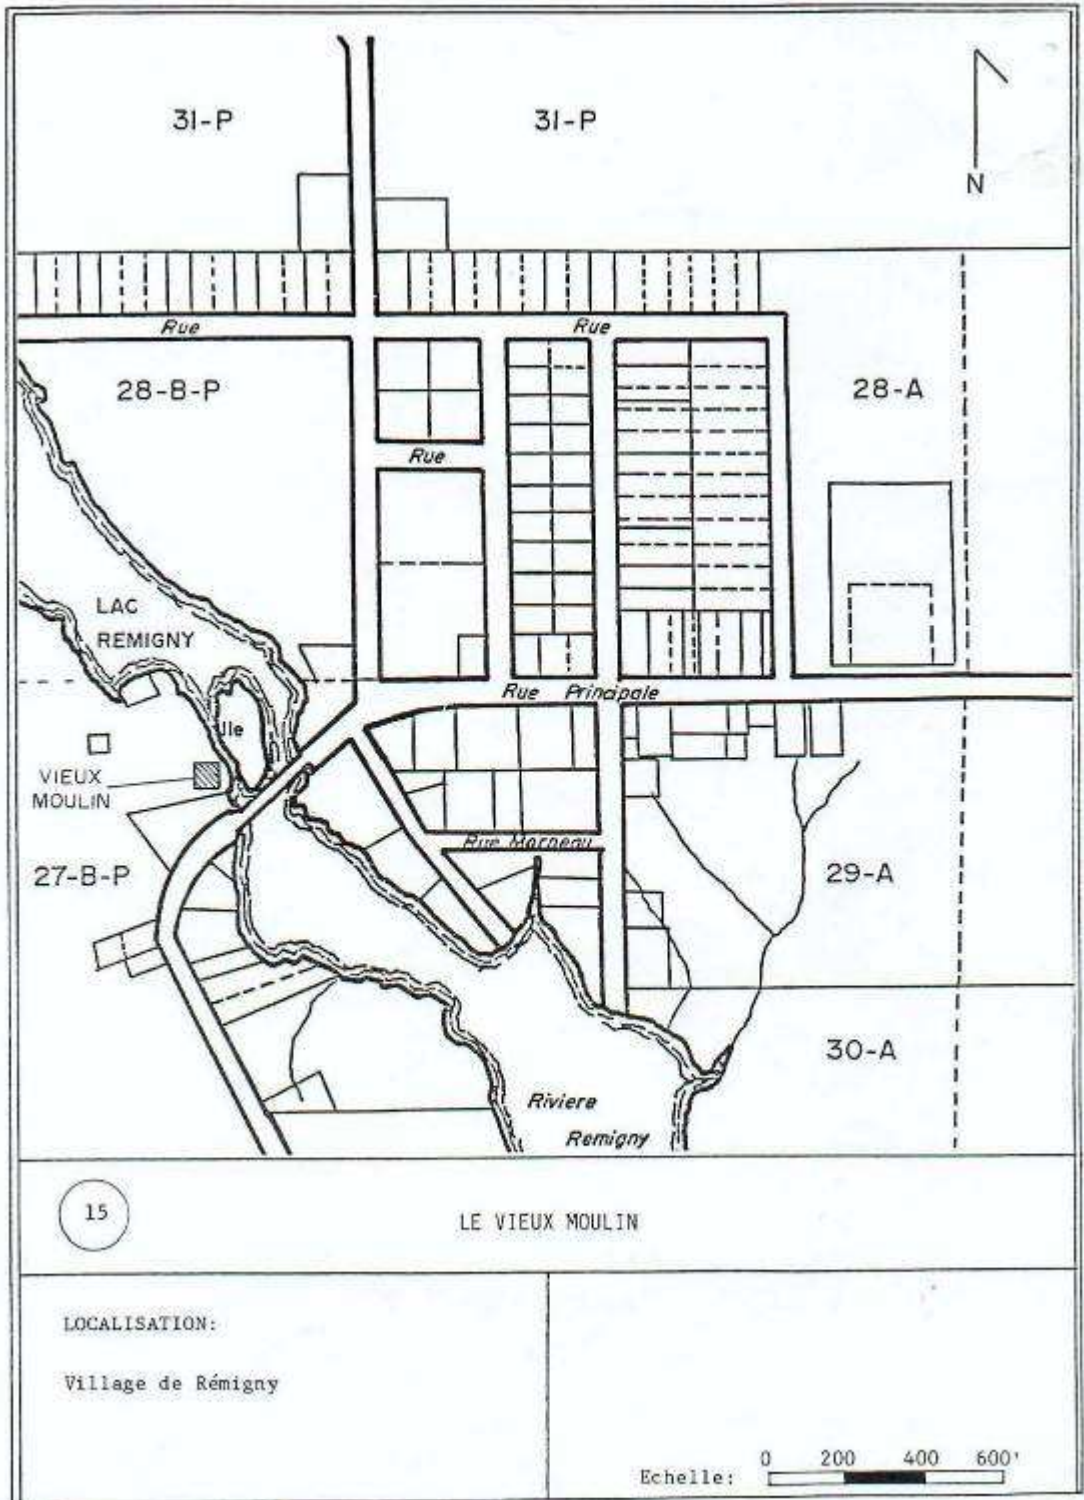 31-P
31-P
N
Rue
Rue
28-B-P
28-A
Rue
LAC
REMIGNY
Rue Principale
Ile
VIEUX
MOULIN
Rue Morneau
27-B-P
29-A
30-A
Riviere
Remigny
15
LE VIEUX MOULIN
LOCALISATION:
Village de Rémigny
Echelle:
0 200 400 600'